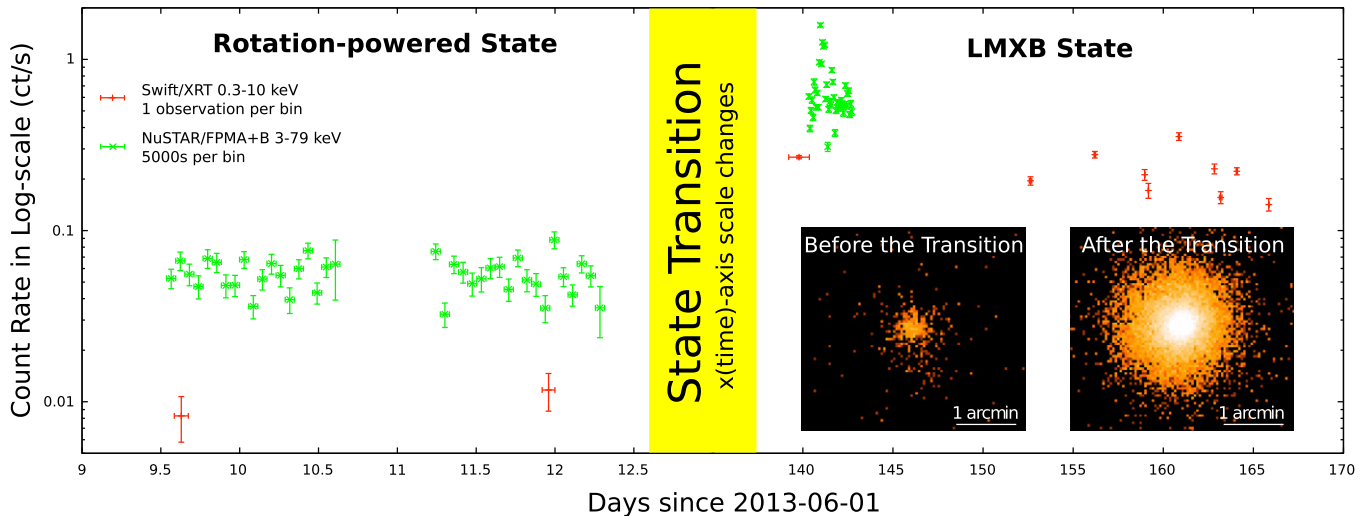 Rotation-powered State
LMXB State
Swift/XRT 0.3-10 keV
1 observation per bin
NuSTAR/FPMA+B 3-79 keV
5000s per bin
State Transition
x(time)-axis scale changes
Before the Transition
1 arcmin
After the Transition
1 arcmin
Count Rate in Log-scale (ct/s)
1
0.1
0.01
9
9.5
10
10.5
11
11.5
12
12.5
140
145
150
155
160
165
170
Days since 2013-06-01